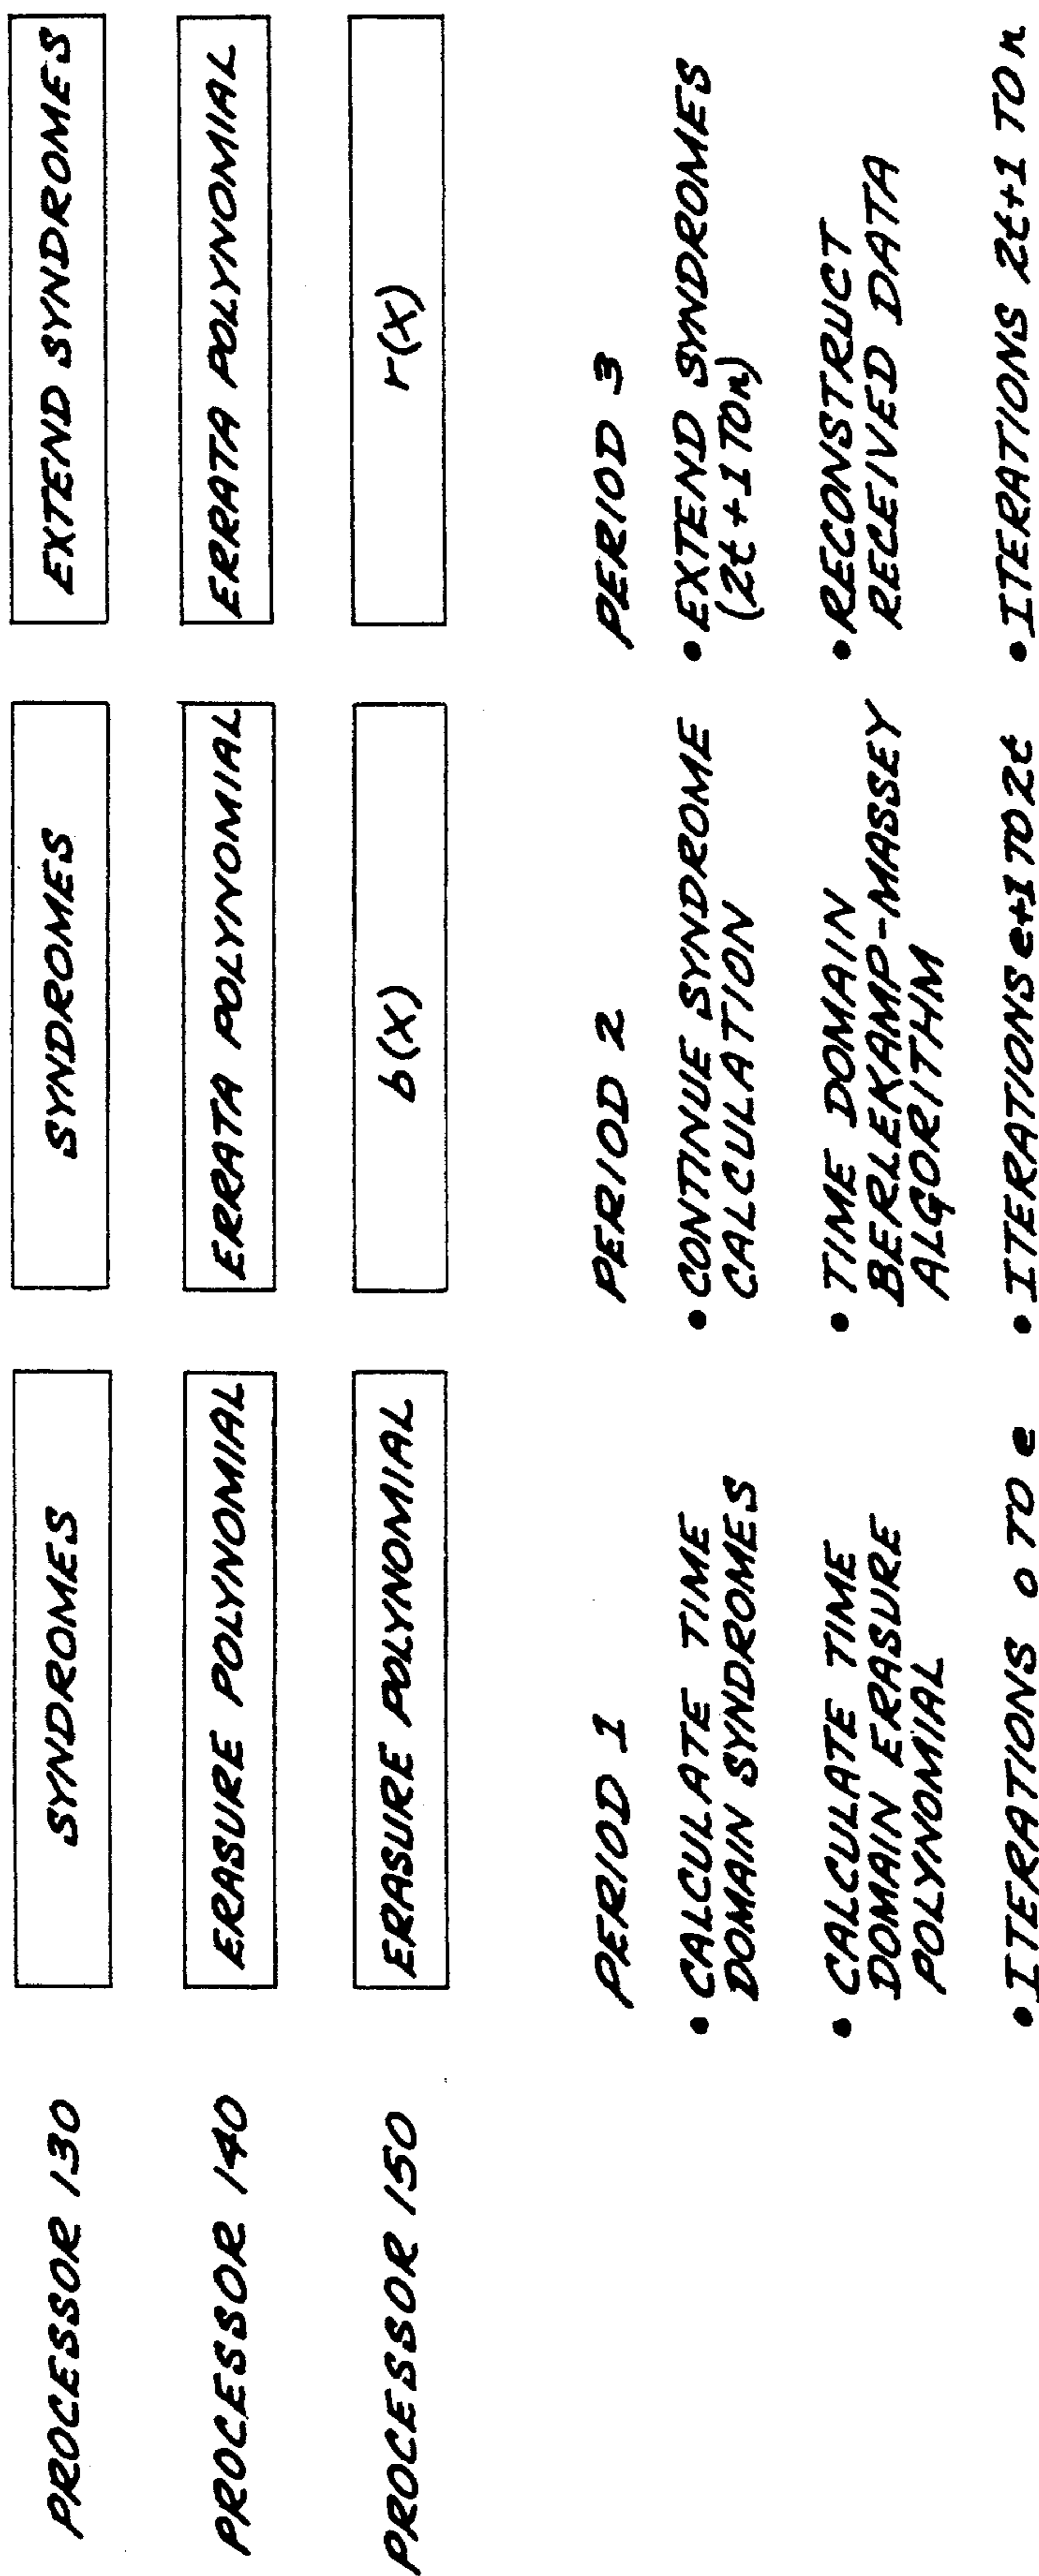 PROCESSOR 130
SYNDROMES
SYNDROMES
EXTEND SYNDROMES
PROCESSOR 140
ERASURE POLYNOMIAL
ERRATA POLYNOMIAL
ERRATA POLYNOMIAL
PROCESSOR 150
ERASURE POLYNOMIAL
b(X)
r(X)
PERIOD 1
• CALCULATE TIME
DOMAIN SYNDROMES
• CALCULATE TIME
DOMAIN ERASURE
POLYNOMIAL
• ITERATIONS 0 TO e
PERIOD 2
• CONTINUE SYNDROME
CALCULATION
• TIME DOMAIN
BERLEKAMP-MASSEY
ALGORITHM
• ITERATIONS e+1 TO 2t
PERIOD 3
• EXTEND SYNDROMES
(2t+1 TO n)
• RECONSTRUCT
RECEIVED DATA
• ITERATIONS 2t+1 TO n